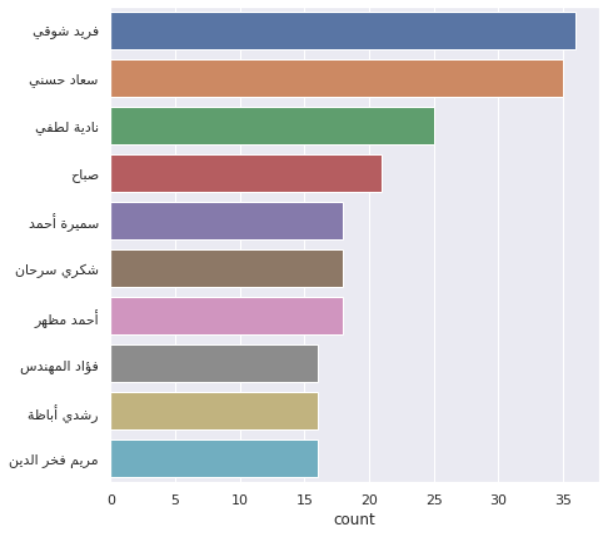 فريد شوقي
سعاد حسني
نادية لطفي
صباح
سميرة أحمد
شكري سرحان
أحمد مظهر
فؤاد المهندس
رشدي أباظة
مريم فخر الدين
0 5 10 15 20 25 30 35
count